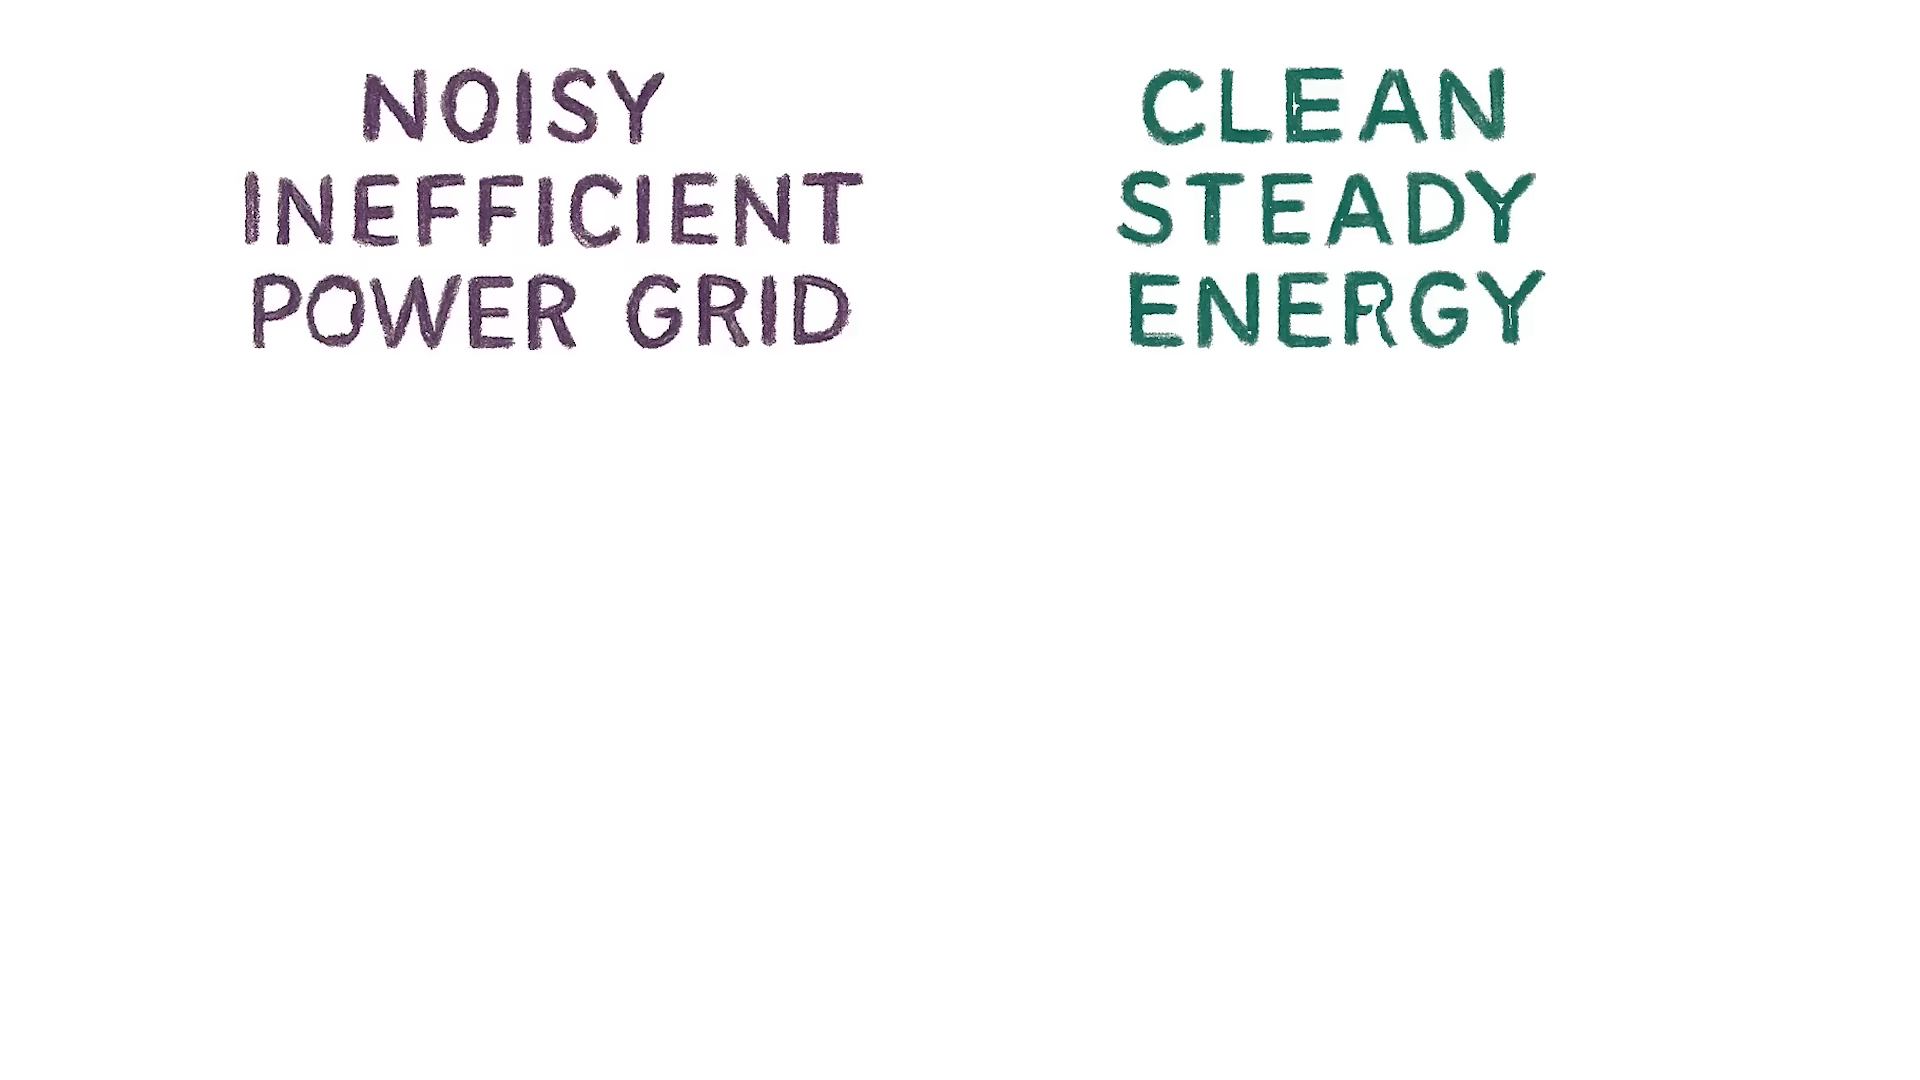 NOISY
INEFFICIENT
POWER GRID
CLEAN
STEADY
ENERGY